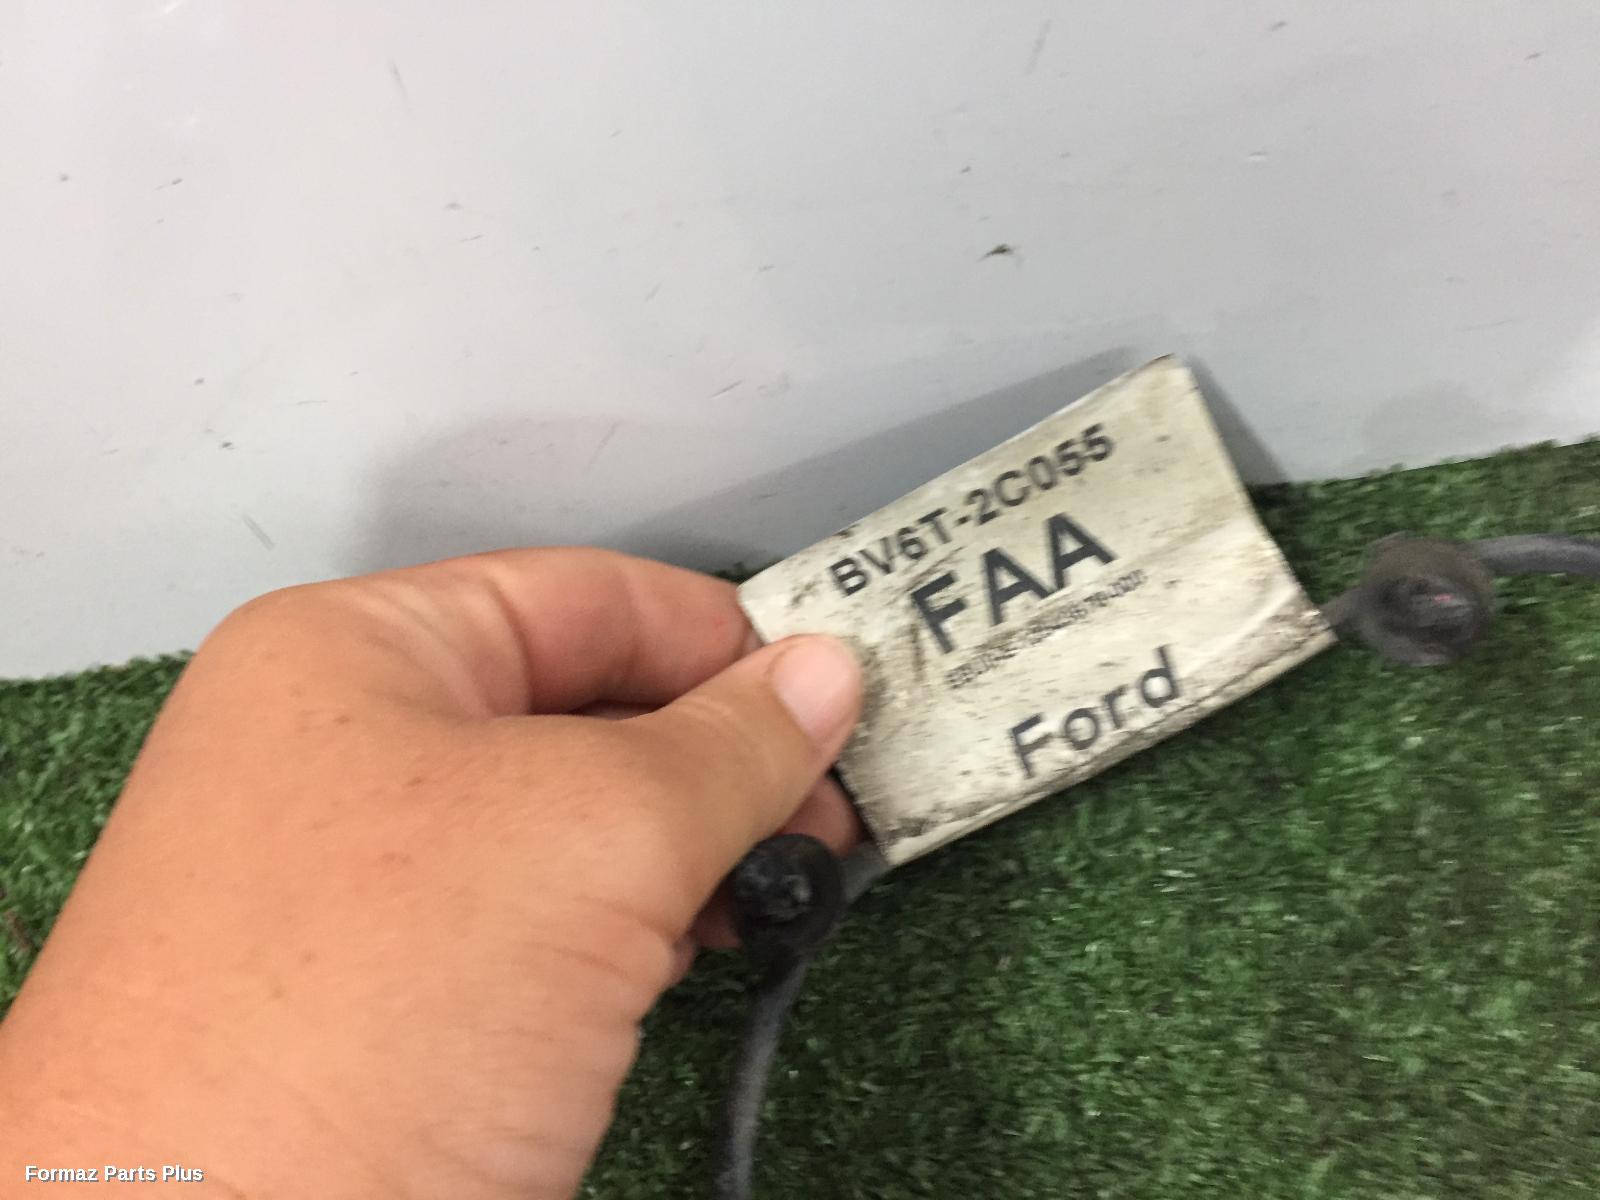 BV6T-2C055
FAA
Ford
Formaz Parts Plus